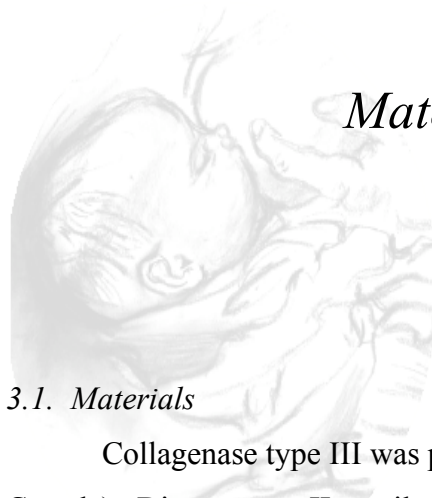 Mat
3.1. Materials
Collagenase type III was p